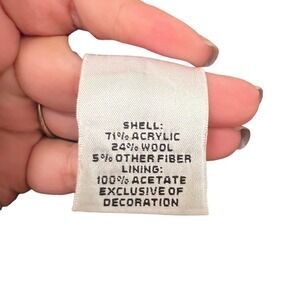 SHELL:
71% ACRYLIC
24% WOOL
5% OTHER FIBER
LINING:
100% ACETATE
EXCLUSIVE OF
DECORATION